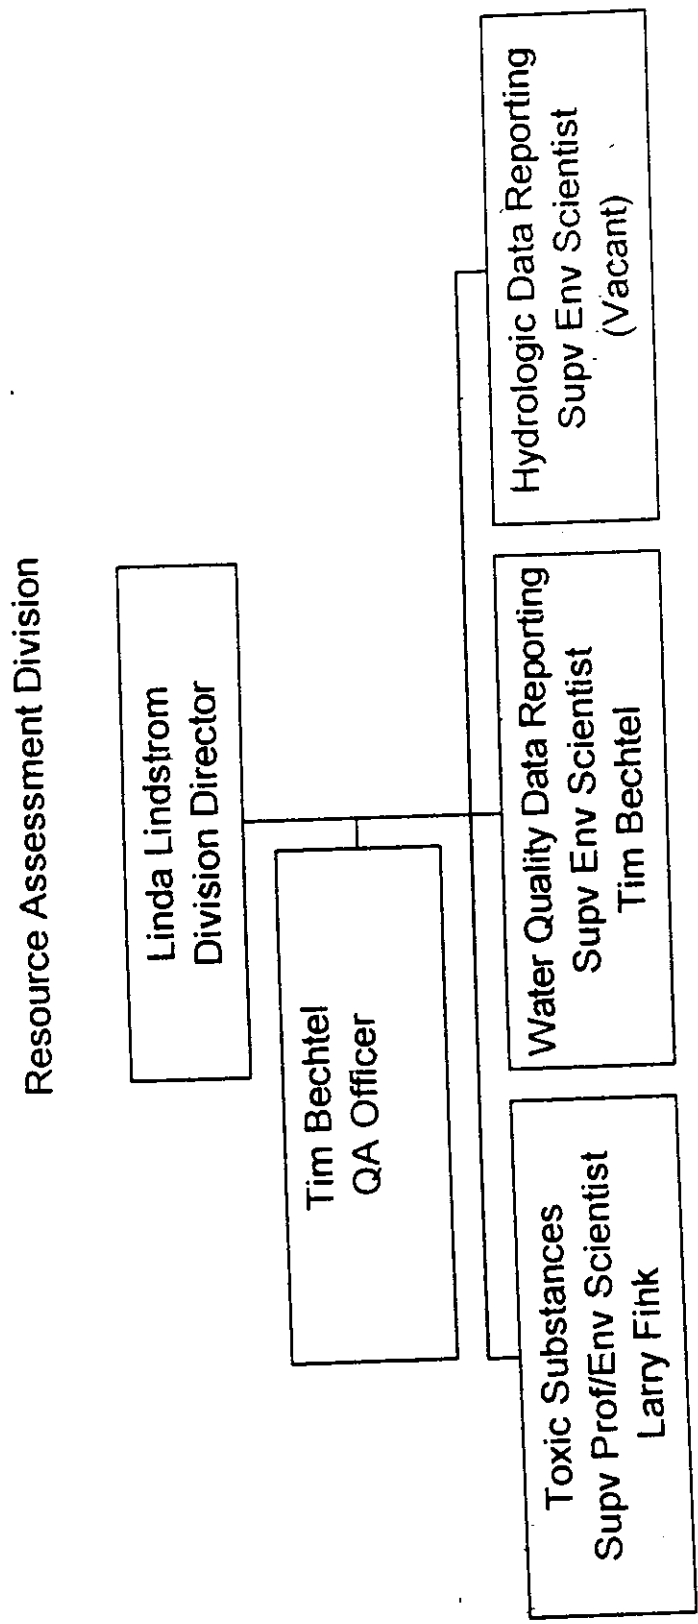 Resource Assessment Division
Linda Lindstrom
Division Director
Tim Bechtel
QA Officer
Toxic Substances
Supv Prof/Env Scientist
Larry Fink
Water Quality Data Reporting
Supv Env Scientist
Tim Bechtel
Hydrologic Data Reporting
Supv Env Scientist
(Vacant)